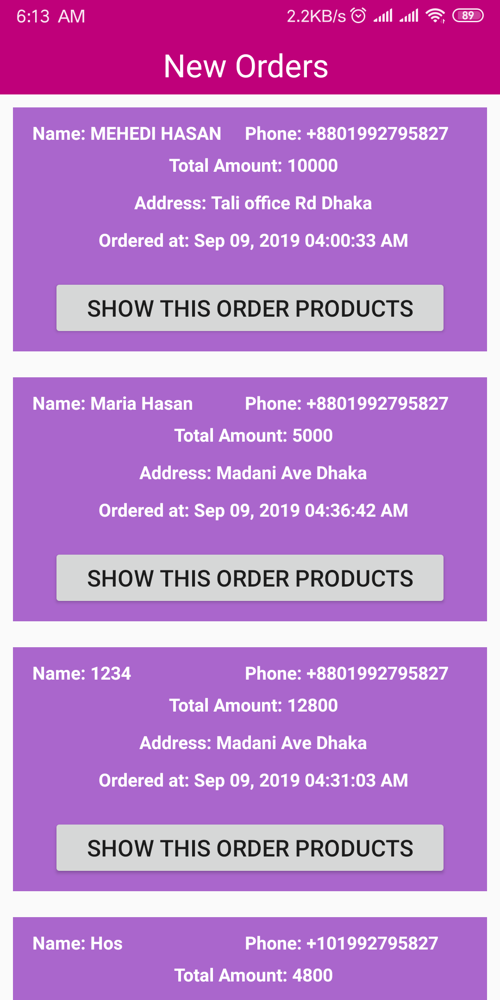 6:13 AM 2.2KB/s 89
New Orders
Name: MEHEDI HASAN Phone: +8801992795827
Total Amount: 10000
Address: Tali office Rd Dhaka
Ordered at: Sep 09, 2019 04:00:33 AM
SHOW THIS ORDER PRODUCTS
Name: Maria Hasan Phone: +8801992795827
Total Amount: 5000
Address: Madani Ave Dhaka
Ordered at: Sep 09, 2019 04:36:42 AM
SHOW THIS ORDER PRODUCTS
Name: 1234 Phone: +8801992795827
Total Amount: 12800
Address: Madani Ave Dhaka
Ordered at: Sep 09, 2019 04:31:03 AM
SHOW THIS ORDER PRODUCTS
Name: Hos Phone: +101992795827
Total Amount: 4800